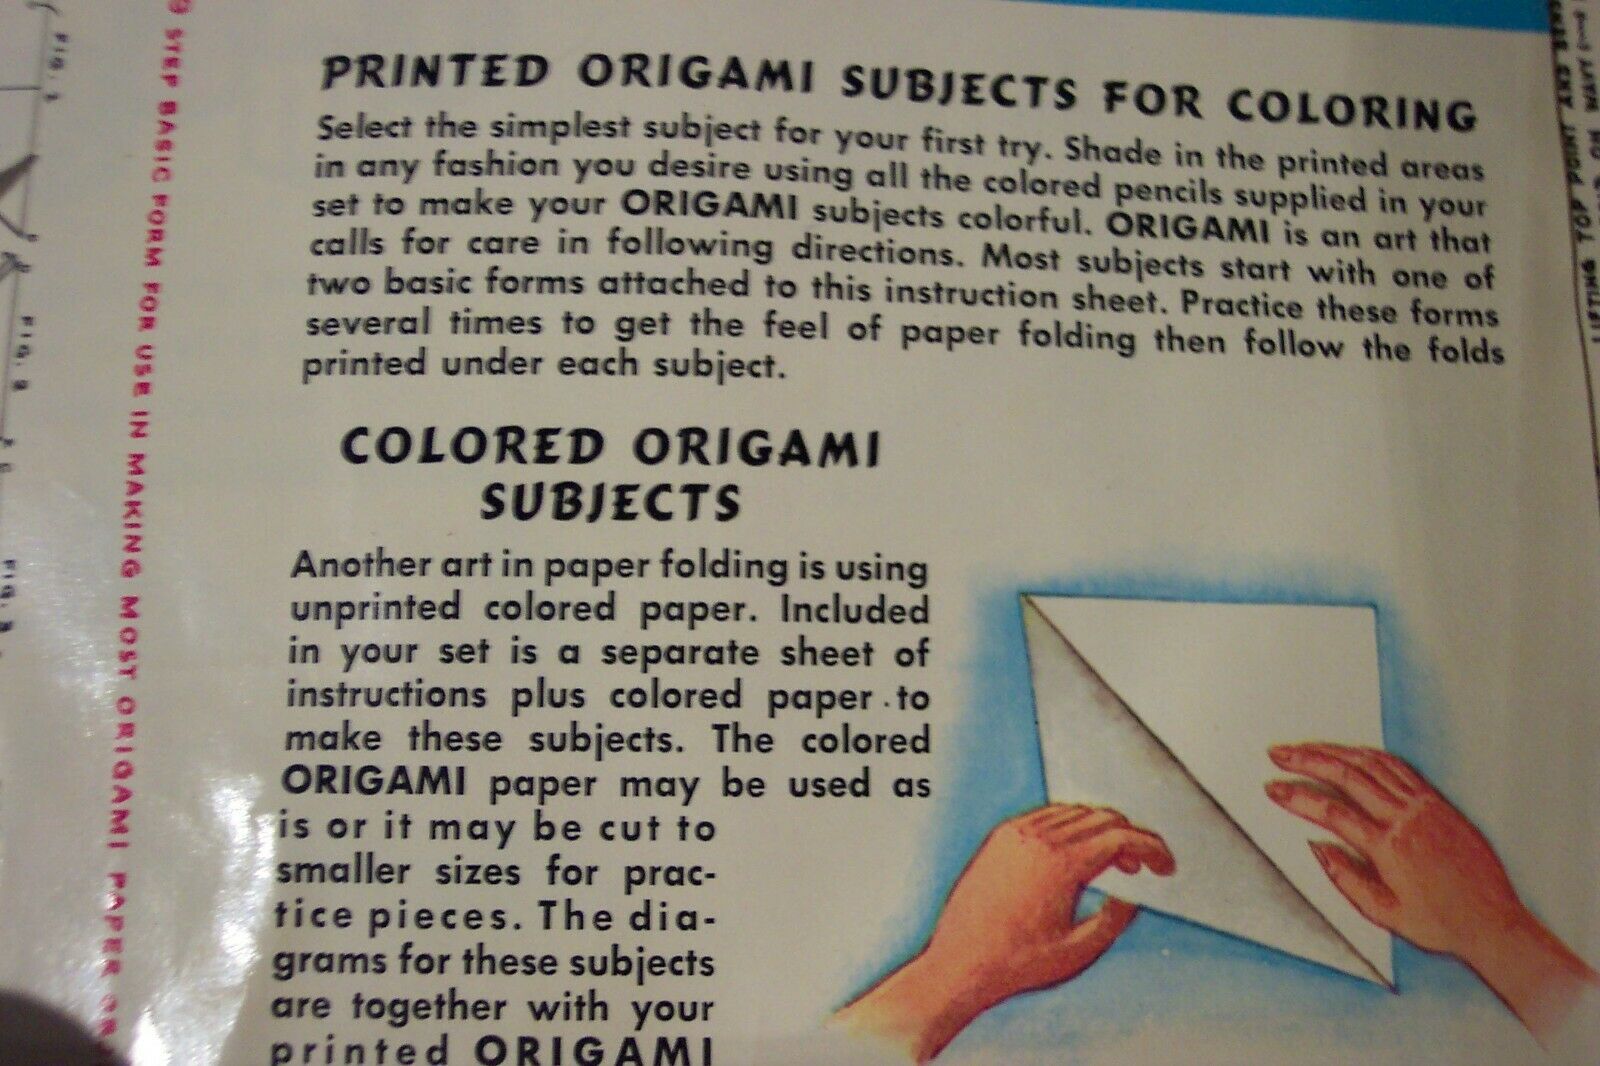 PRINTED ORIGAMI SUBJECTS FOR COLORING
Select the simplest subject for your first try. Shade in the printed areas
in any fashion you desire using all the colored pencils supplied in your
set to make your ORIGAMI subjects colorful. ORIGAMI is an art that
calls for care in following directions. Most subjects start with one of
two basic forms attached to this instruction sheet. Practice these forms
several times to get the feel of paper folding then follow the folds
printed under each subject.
COLORED ORIGAMI
SUBJECTS
Another art in paper folding is using
unprinted colored paper. Included
in your set is a separate sheet of
instructions plus colored paper to
make these subjects. The colored
ORIGAMI paper may be used as
is or it may be cut to
smaller sizes for prac-
tice pieces. The dia-
grams for these subjects
are together with your
printed ORIGAMI
STEP BASIC FORM FOR USE IN MAKING MOST ORIGAMI PAPER OR
FIG.
FIG.
FIG.
TOP POINT AND
LIFTING